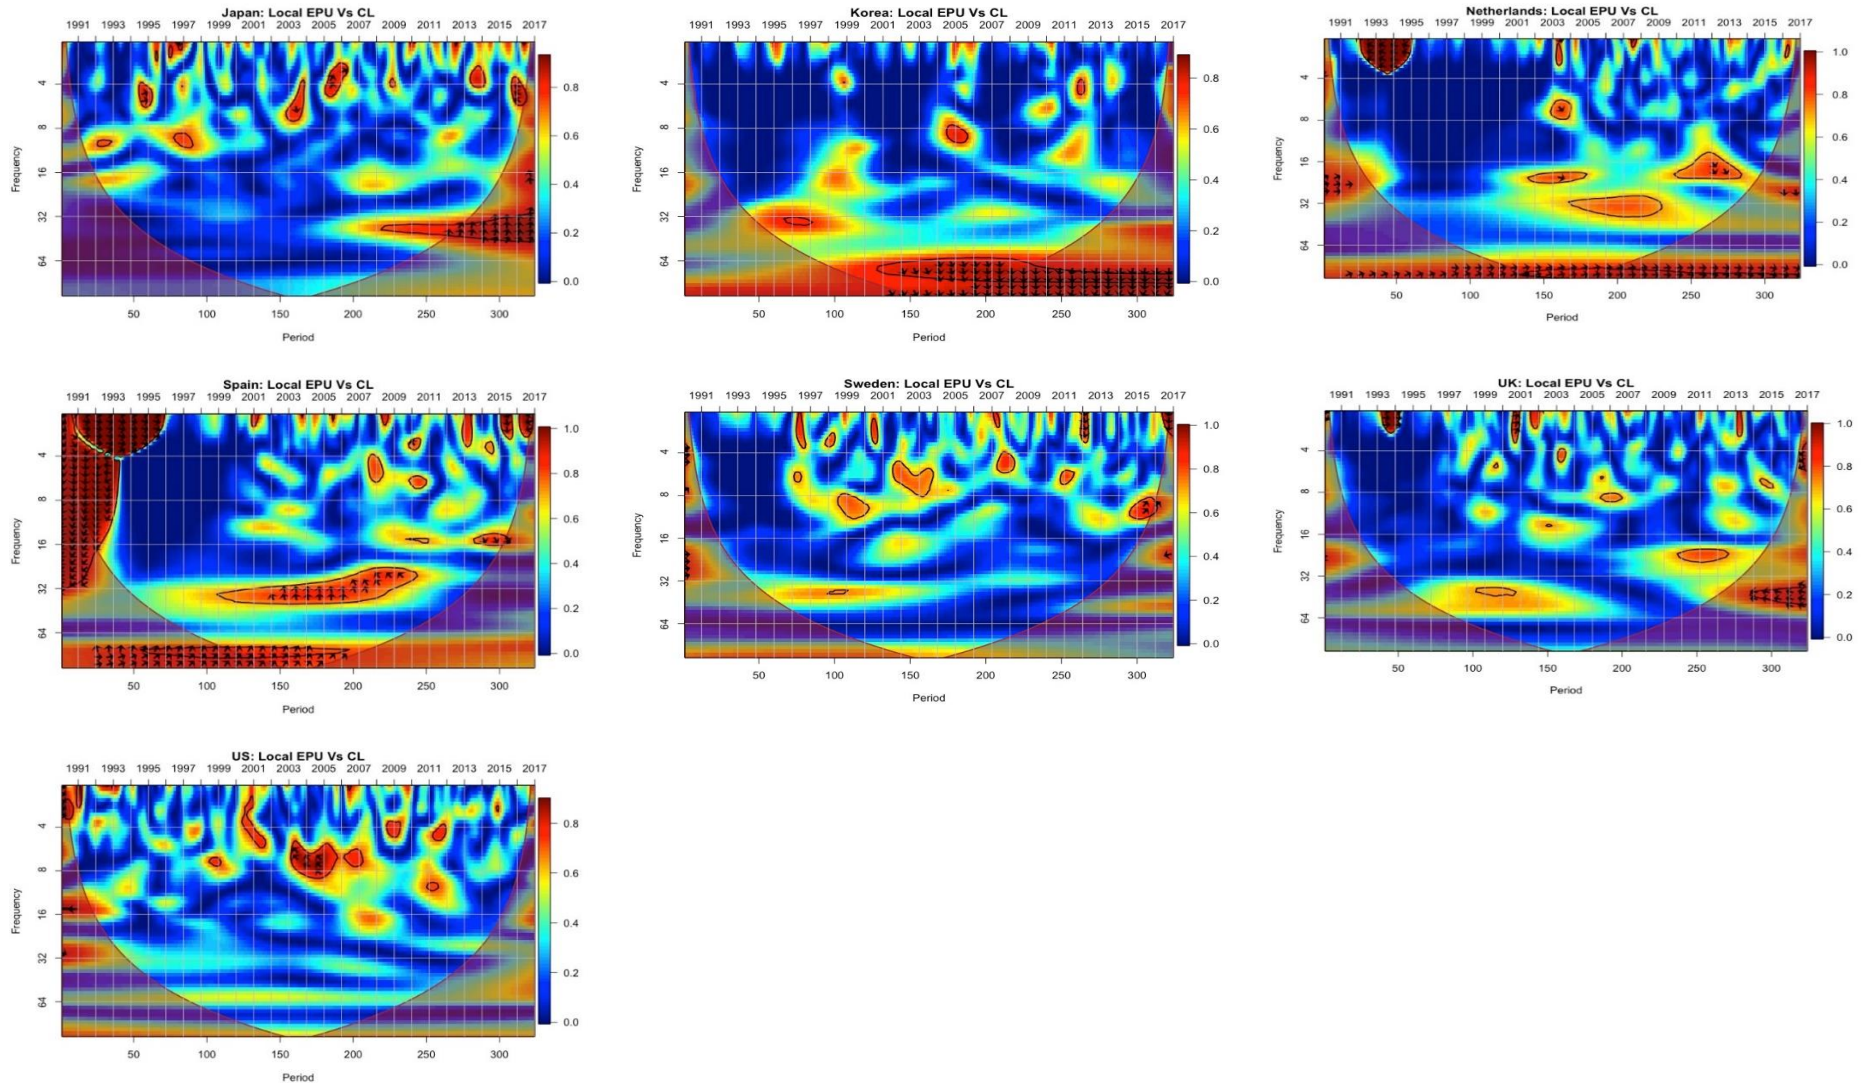 Japan: Local EPU Vs CL
1991 1993 1995 1997 1999 2001 2003 2005 2007 2009 2011 2013 2015 2017
Frequency
4
8
16
32
64
0.8
0.6
0.4
0.2
0.0
50 100 150 200 250 300
Period
Korea: Local EPU Vs CL
1991 1993 1995 1997 1999 2001 2003 2005 2007 2009 2011 2013 2015 2017
Frequency
4
8
16
32
64
0.8
0.6
0.4
0.2
0.0
50 100 150 200 250 300
Period
Netherlands: Local EPU Vs CL
1991 1993 1995 1997 1999 2001 2003 2005 2007 2009 2011 2013 2015 2017
Frequency
4
8
16
32
64
1.0
0.8
0.6
0.4
0.2
0.0
50 100 150 200 250 300
Period
Spain: Local EPU Vs CL
1991 1993 1995 1997 1999 2001 2003 2005 2007 2009 2011 2013 2015 2017
Frequency
4
8
16
32
64
1.0
0.8
0.6
0.4
0.2
0.0
50 100 150 200 250 300
Period
Sweden: Local EPU Vs CL
1991 1993 1995 1997 1999 2001 2003 2005 2007 2009 2011 2013 2015 2017
Frequency
4
8
16
32
64
1.0
0.8
0.6
0.4
0.2
0.0
50 100 150 200 250 300
Period
UK: Local EPU Vs CL
1991 1993 1995 1997 1999 2001 2003 2005 2007 2009 2011 2013 2015 2017
Frequency
4
8
16
32
64
1.0
0.8
0.6
0.4
0.2
0.0
50 100 150 200 250 300
Period
US: Local EPU Vs CL
1991 1993 1995 1997 1999 2001 2003 2005 2007 2009 2011 2013 2015 2017
Frequency
4
8
16
32
64
0.8
0.6
0.4
0.2
0.0
50 100 150 200 250 300
Period